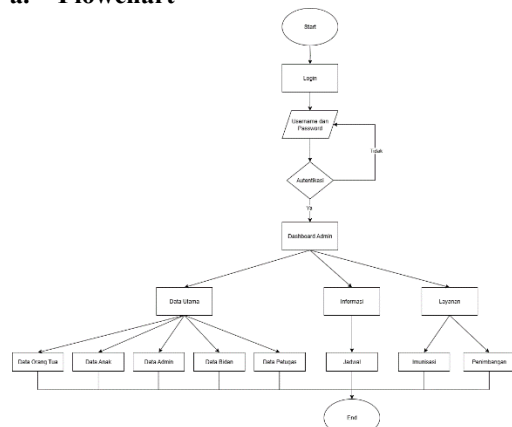 a. Flowchart
Start
Login
Username dan
Password
Tidak
Autentikasi
Ya
Dashboard Admin
Data Utama
Informasi
Layanan
Data Orang Tua
Data Anak
Data Admin
Data Bidan
Data Petugas
Jadwal
Imunisasi
Penimbangan
End